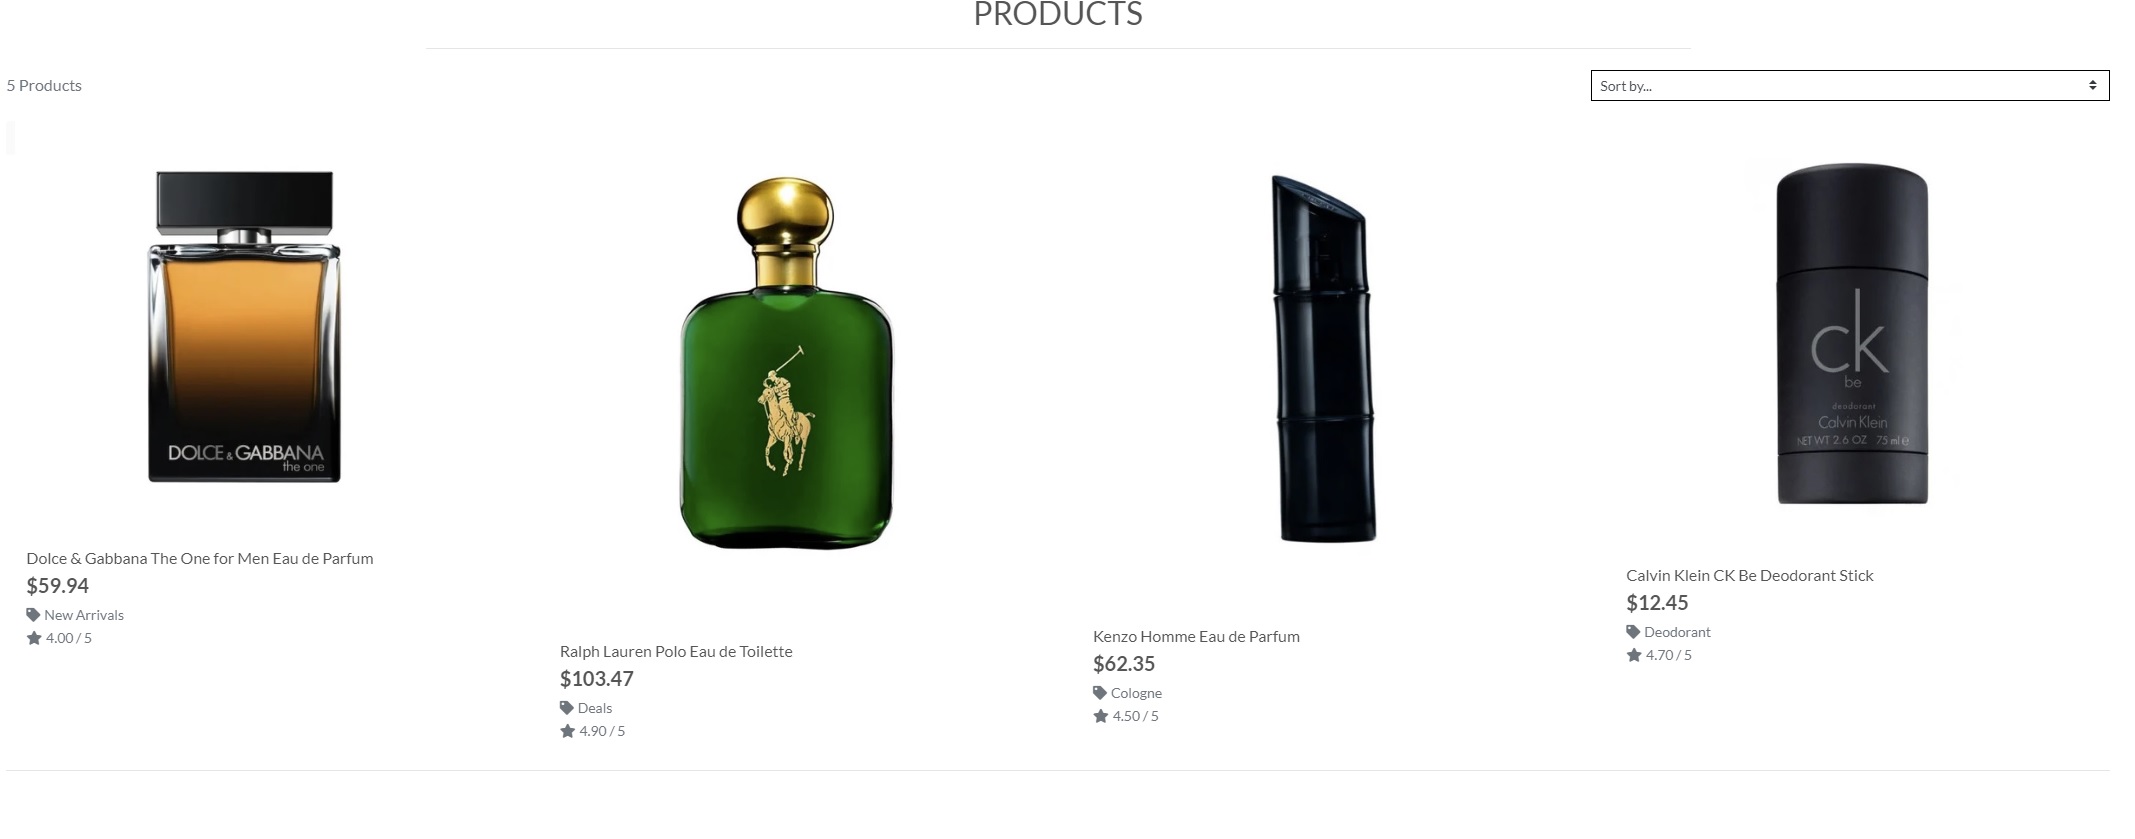 PRODUCTS
5 Products
Sort by...
DOLCE & GABBANA
the one
ck
be
deodorant
Calvin Klein
NET WT 2.6 OZ 75 ml e
Dolce & Gabbana The One for Men Eau de Parfum
$59.94
New Arrivals
4.00 / 5
Ralph Lauren Polo Eau de Toilette
$103.47
Deals
4.90 / 5
Kenzo Homme Eau de Parfum
$62.35
Cologne
4.50 / 5
Calvin Klein CK Be Deodorant Stick
$12.45
Deodorant
4.70 / 5